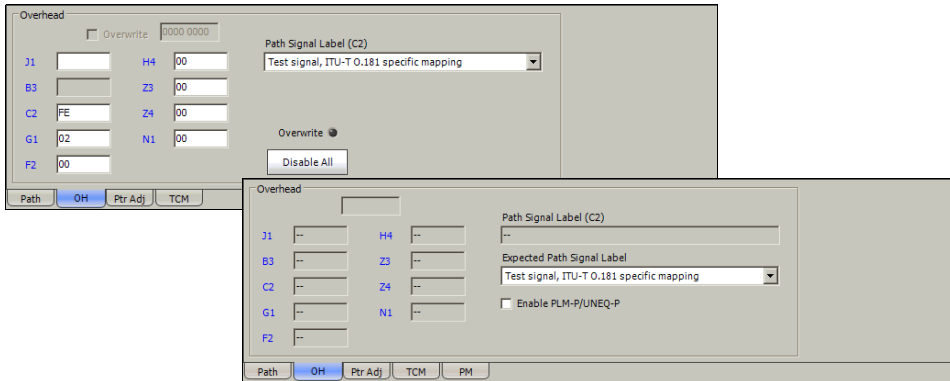 Overhead
Overwrite 0000 0000
Path Signal Label (C2)
J1 H4 00 Test signal, ITU-T O.181 specific mapping
B3 Z3 00
C2 FE Z4 00
G1 02 N1 00 Overwrite
F2 00 Disable All
Path OH Ptr Adj TCM
Overhead
Path Signal Label (C2)
J1 -- H4 -- --
B3 -- Z3 -- Expected Path Signal Label
Test signal, ITU-T O.181 specific mapping
C2 -- Z4 -- Enable PLM-P/UNEQ-P
G1 -- N1 --
F2 --
Path OH Ptr Adj TCM PM